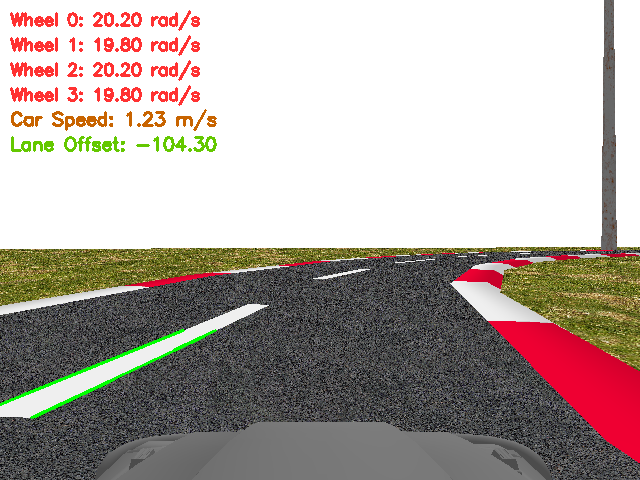 Wheel 0: 20.20 rad/s
Wheel 1: 19.80 rad/s
Wheel 2: 20.20 rad/s
Wheel 3: 19.80 rad/s
Car Speed: 1.23 m/s
Lane Offset: -104.30